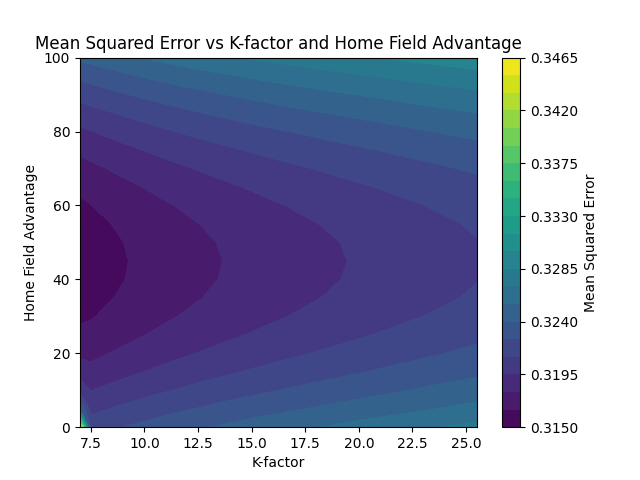 Mean Squared Error vs K-factor and Home Field Advantage
100
80
60
40
20
0
Home Field Advantage
7.5 10.0 12.5 15.0 17.5 20.0 22.5 25.0
K-factor
0.3465
0.3420
0.3375
0.3330
0.3285
0.3240
0.3195
0.3150
Mean Squared Error